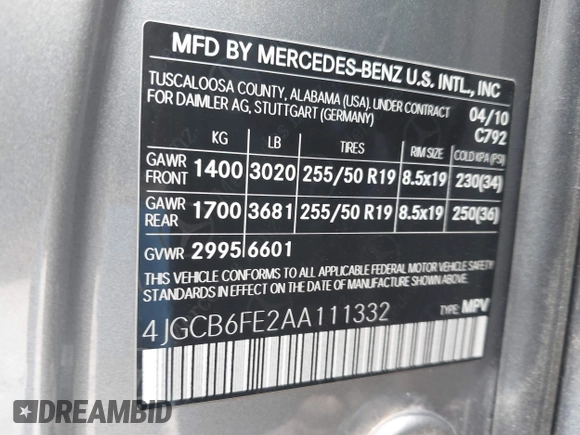 MFD BY MERCEDES-BENZ U.S. INTL., INC
TUSCALOOSA COUNTY, ALABAMA (USA). UNDER CONTRACT
FOR DAIMLER AG, STUTTGART (GERMANY)
04/10
C792
KG LB TIRES RIM SIZE COLD KPA (PSI)
GAWR FRONT 1400 3020 255/50 R19 8.5x19 230(34)
GAWR REAR 1700 3681 255/50 R19 8.5x19 250(36)
GVWR 2995 6601
THIS VEHICLE CONFORMS TO ALL APPLICABLE FEDERAL MOTOR VEHICLE SAFETY
STANDARDS IN EFFECT ON THE DATE OF MANUFACTURE SHOWN ABOVE.
4JGCB6FE2AA111332 TYPE: MPV
DREAMBID